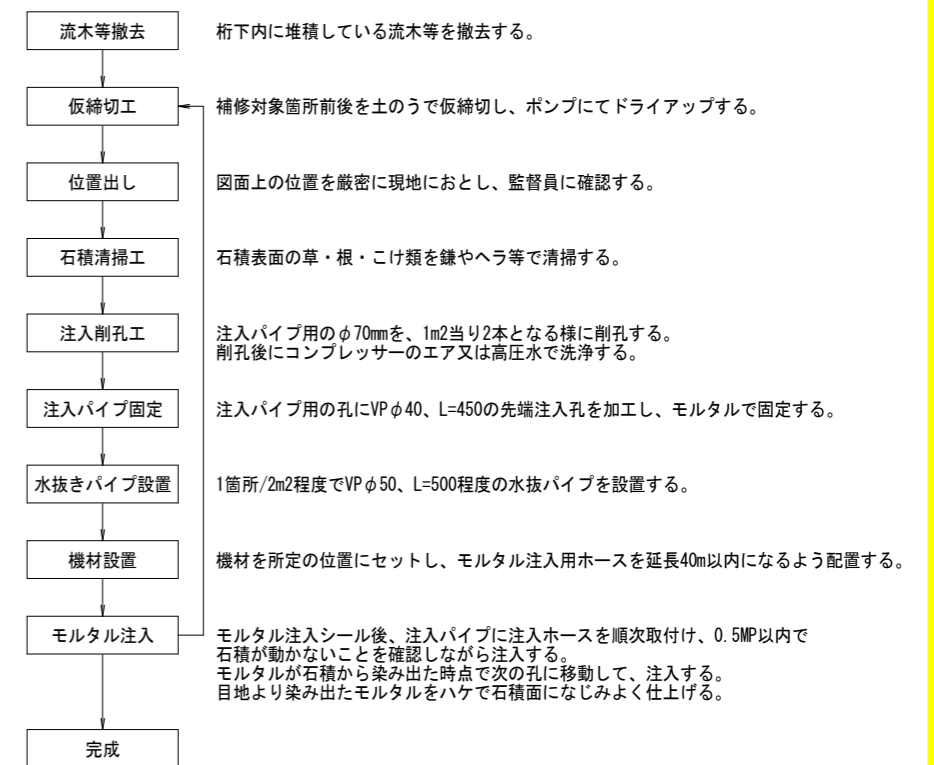 流木等撤去
桁下内に堆積している流木等を撤去する。
仮締切工
補修対象箇所前後を土のうで仮締切し、ポンプにてドライアップする。
位置出し
図面上の位置を厳密に現地におとし、監督員に確認する。
石積清掃工
石積表面の草・根・こけ類を鎌やヘラ等で清掃する。
注入削孔工
注入パイプ用のφ70mmを、1m2当り2本となる様に削孔する。
削孔後にコンプレッサーのエア又は高圧水で洗浄する。
注入パイプ固定
注入パイプ用の孔にVPφ40、L=450の先端注入孔を加工し、モルタルで固定する。
水抜きパイプ設置
1箇所/2m2程度でVPφ50、L=500程度の水抜パイプを設置する。
機材設置
機材を所定の位置にセットし、モルタル注入用ホースを延長40m以内になるよう配置する。
モルタル注入
モルタル注入シール後、注入パイプに注入ホースを順次取付け、0.5MP以内で
石積が動かないことを確認しながら注入する。
モルタルが石積から染み出た時点で次の孔に移動して、注入する。
目地より染み出たモルタルをハケで石積面になじみよく仕上げる。
完成